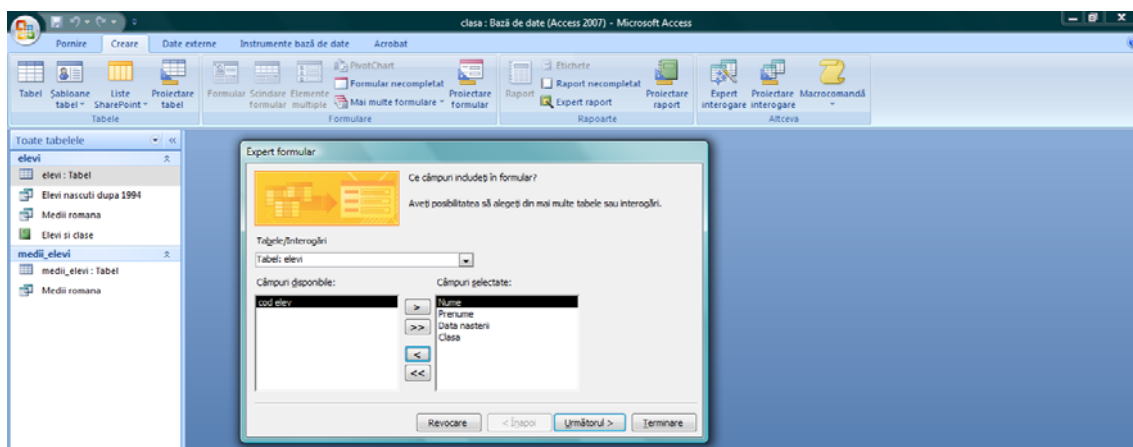 clasa : Bază de date (Access 2007) - Microsoft Access
Pornire Creare Date externe Instrumente bază de date Acrobat
Tabel
Șabloane tabel
Liste SharePoint
Proiectare tabel
Tabele
Formular
Scindare formular
Elemente multiple
PivotChart
Formular necompletat
Mai multe formulare
Proiectare formular
Formulare
Raport
Etichete
Raport necompletat
Expert raport
Proiectare raport
Rapoarte
Expert interogare
Proiectare interogare
Macrocomandă
Altceva
Toate tabelele
elevi
elevi : Tabel
Elevi nascuti dupa 1994
Medii romana
Elevi si clase
medii_elevi
medii_elevi : Tabel
Medii romana
Expert formular
Ce câmpuri includeți în formular?
Aveți posibilitatea să alegeți din mai multe tabele sau interogări.
Tabele/Interogări
Tabel: elevi
Câmpuri disponibile:
cod elev
>
>>
<
<<
Câmpuri selectate:
Nume
Prenume
Data nasterii
Clasa
Revocare < Înapoi Următorul > Terminare